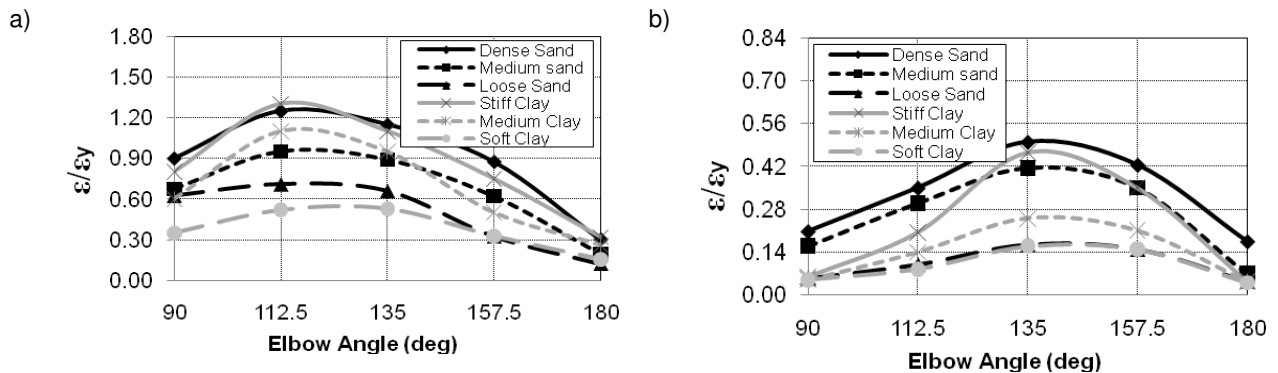 a)
ε/εy
1.80
1.50
1.20
0.90
0.60
0.30
0.00
90
112.5
135
157.5
180
Elbow Angle (deg)
Dense Sand
Medium sand
Loose Sand
Stiff Clay
Medium Clay
Soft Clay
b)
ε/εy
0.84
0.70
0.56
0.42
0.28
0.14
0.00
90
112.5
135
157.5
180
Elbow Angle (deg)
Dense Sand
Medium sand
Loose Sand
Stiff Clay
Medium Clay
Soft Clay